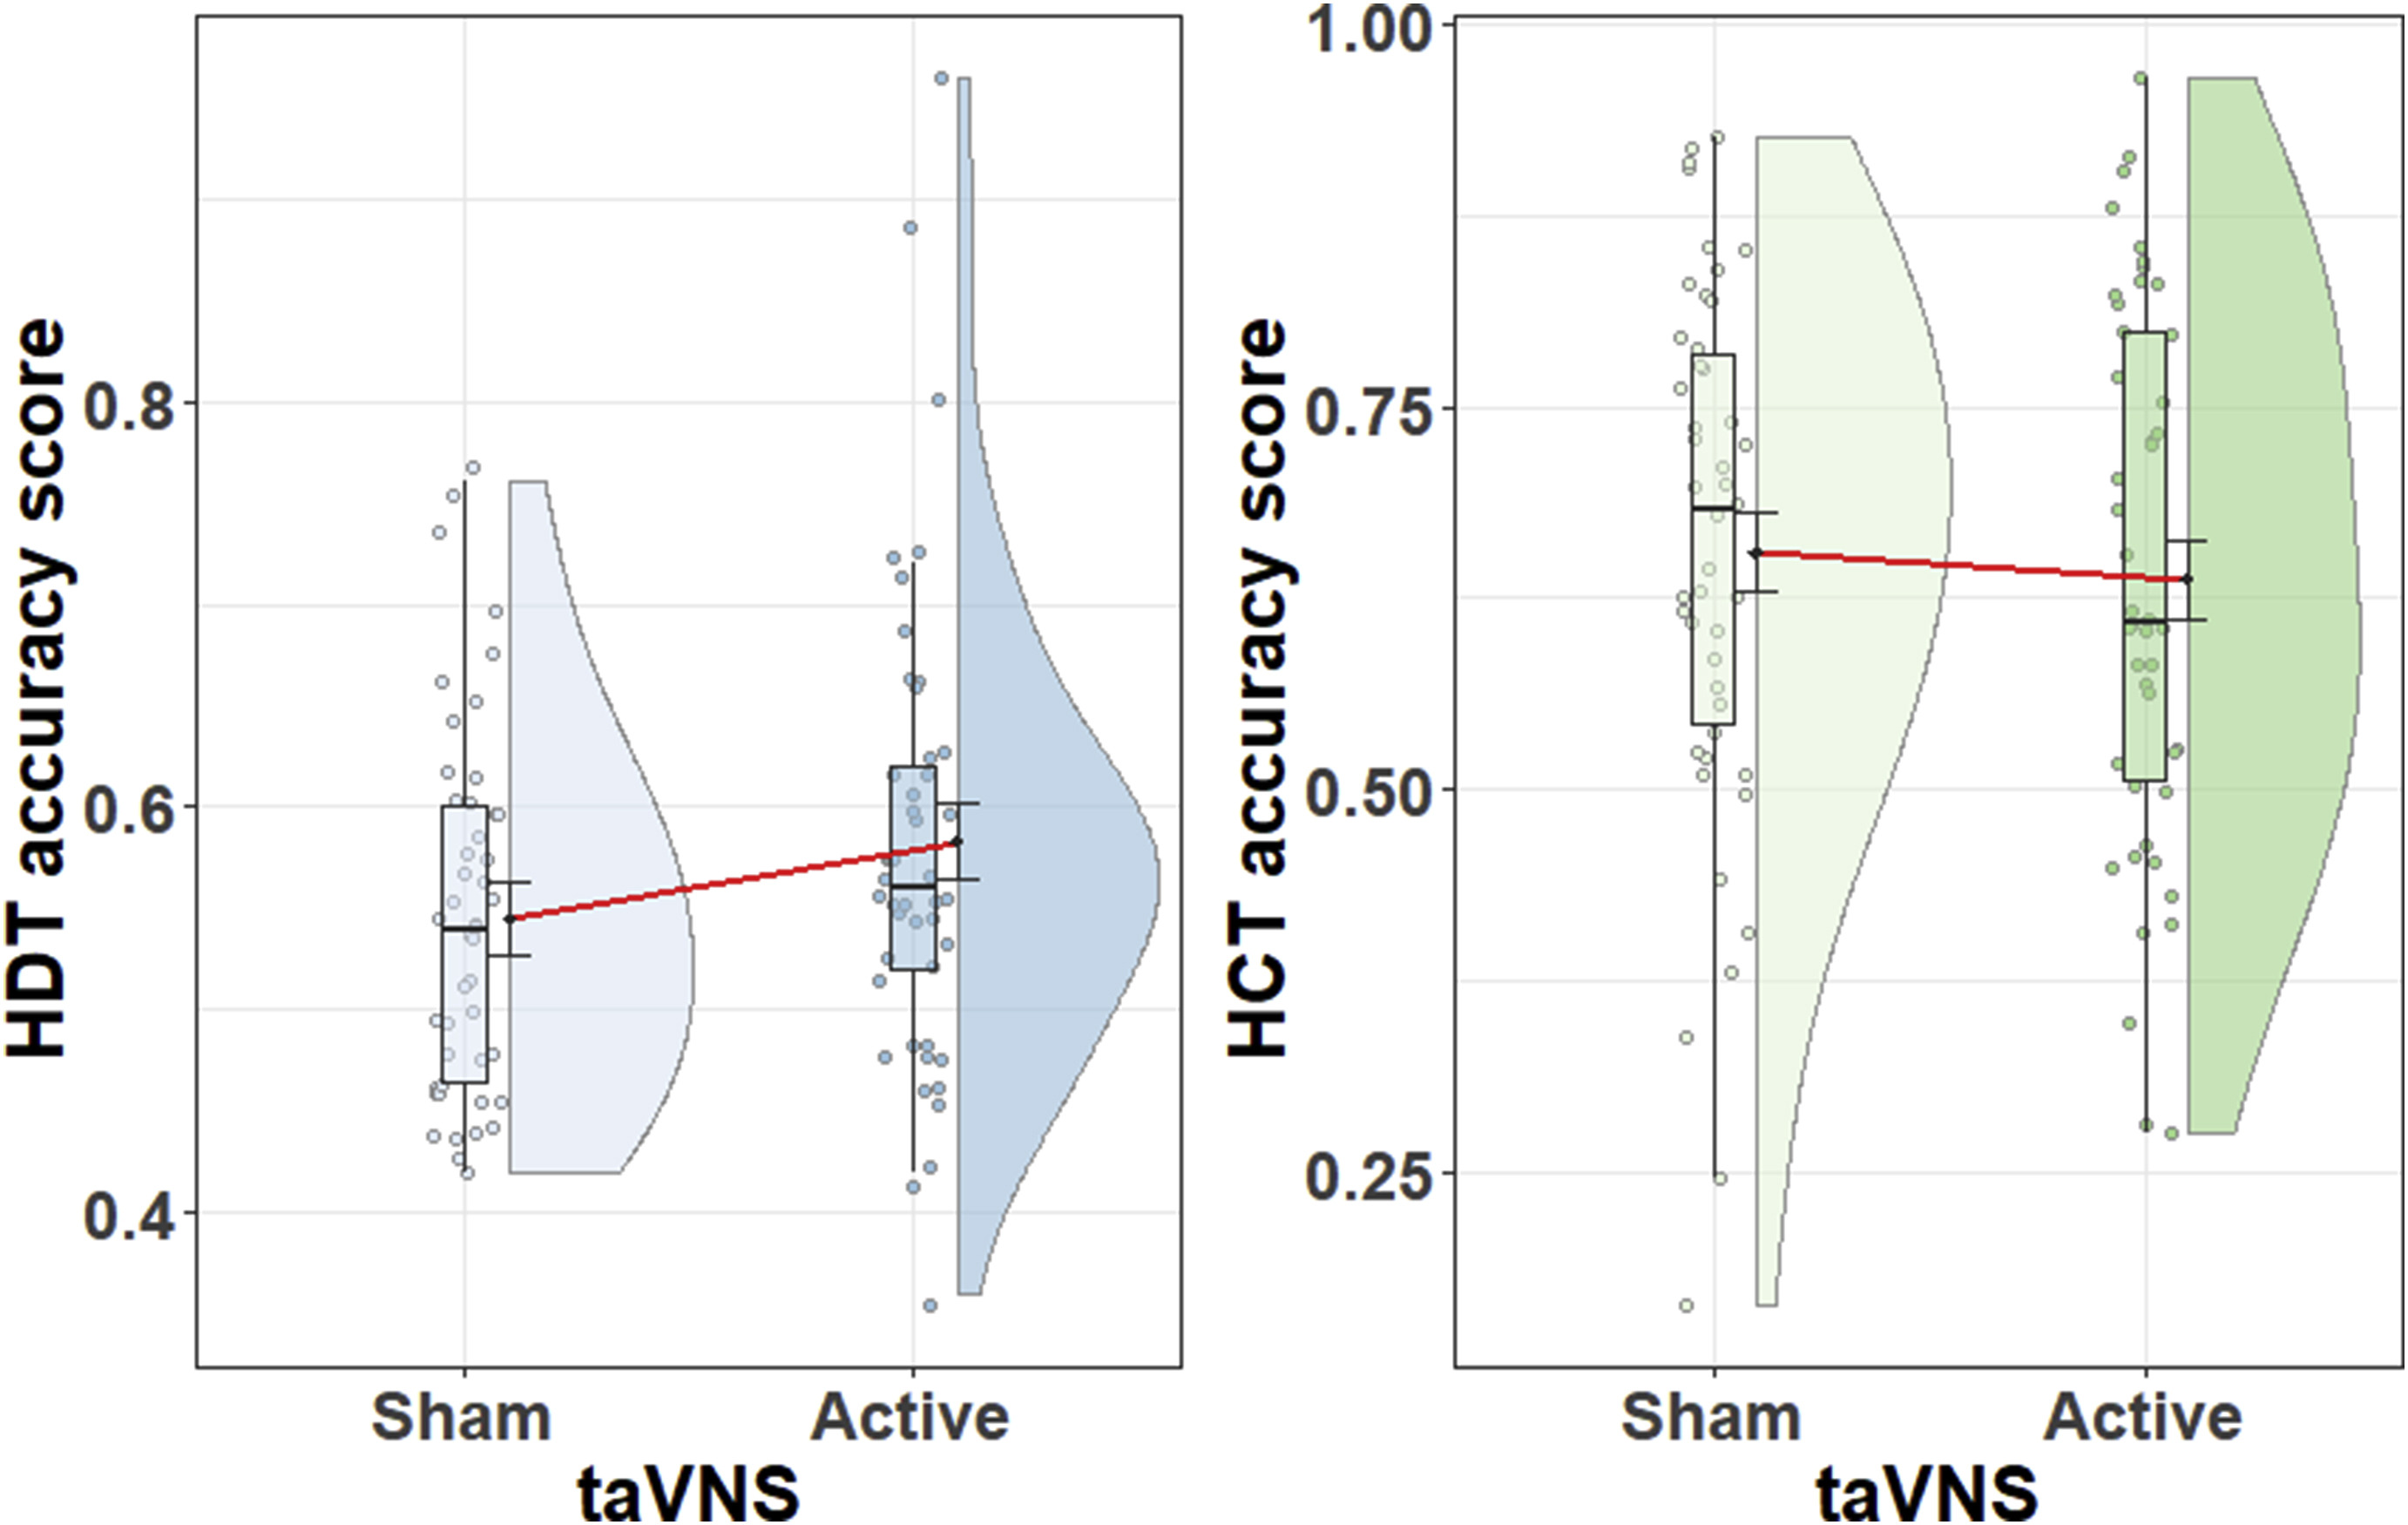 HDT accuracy score
0.8
0.6
0.4
Sham
Active
taVNS
HCT accuracy score
1.00
0.75
0.50
0.25
Sham
Active
taVNS